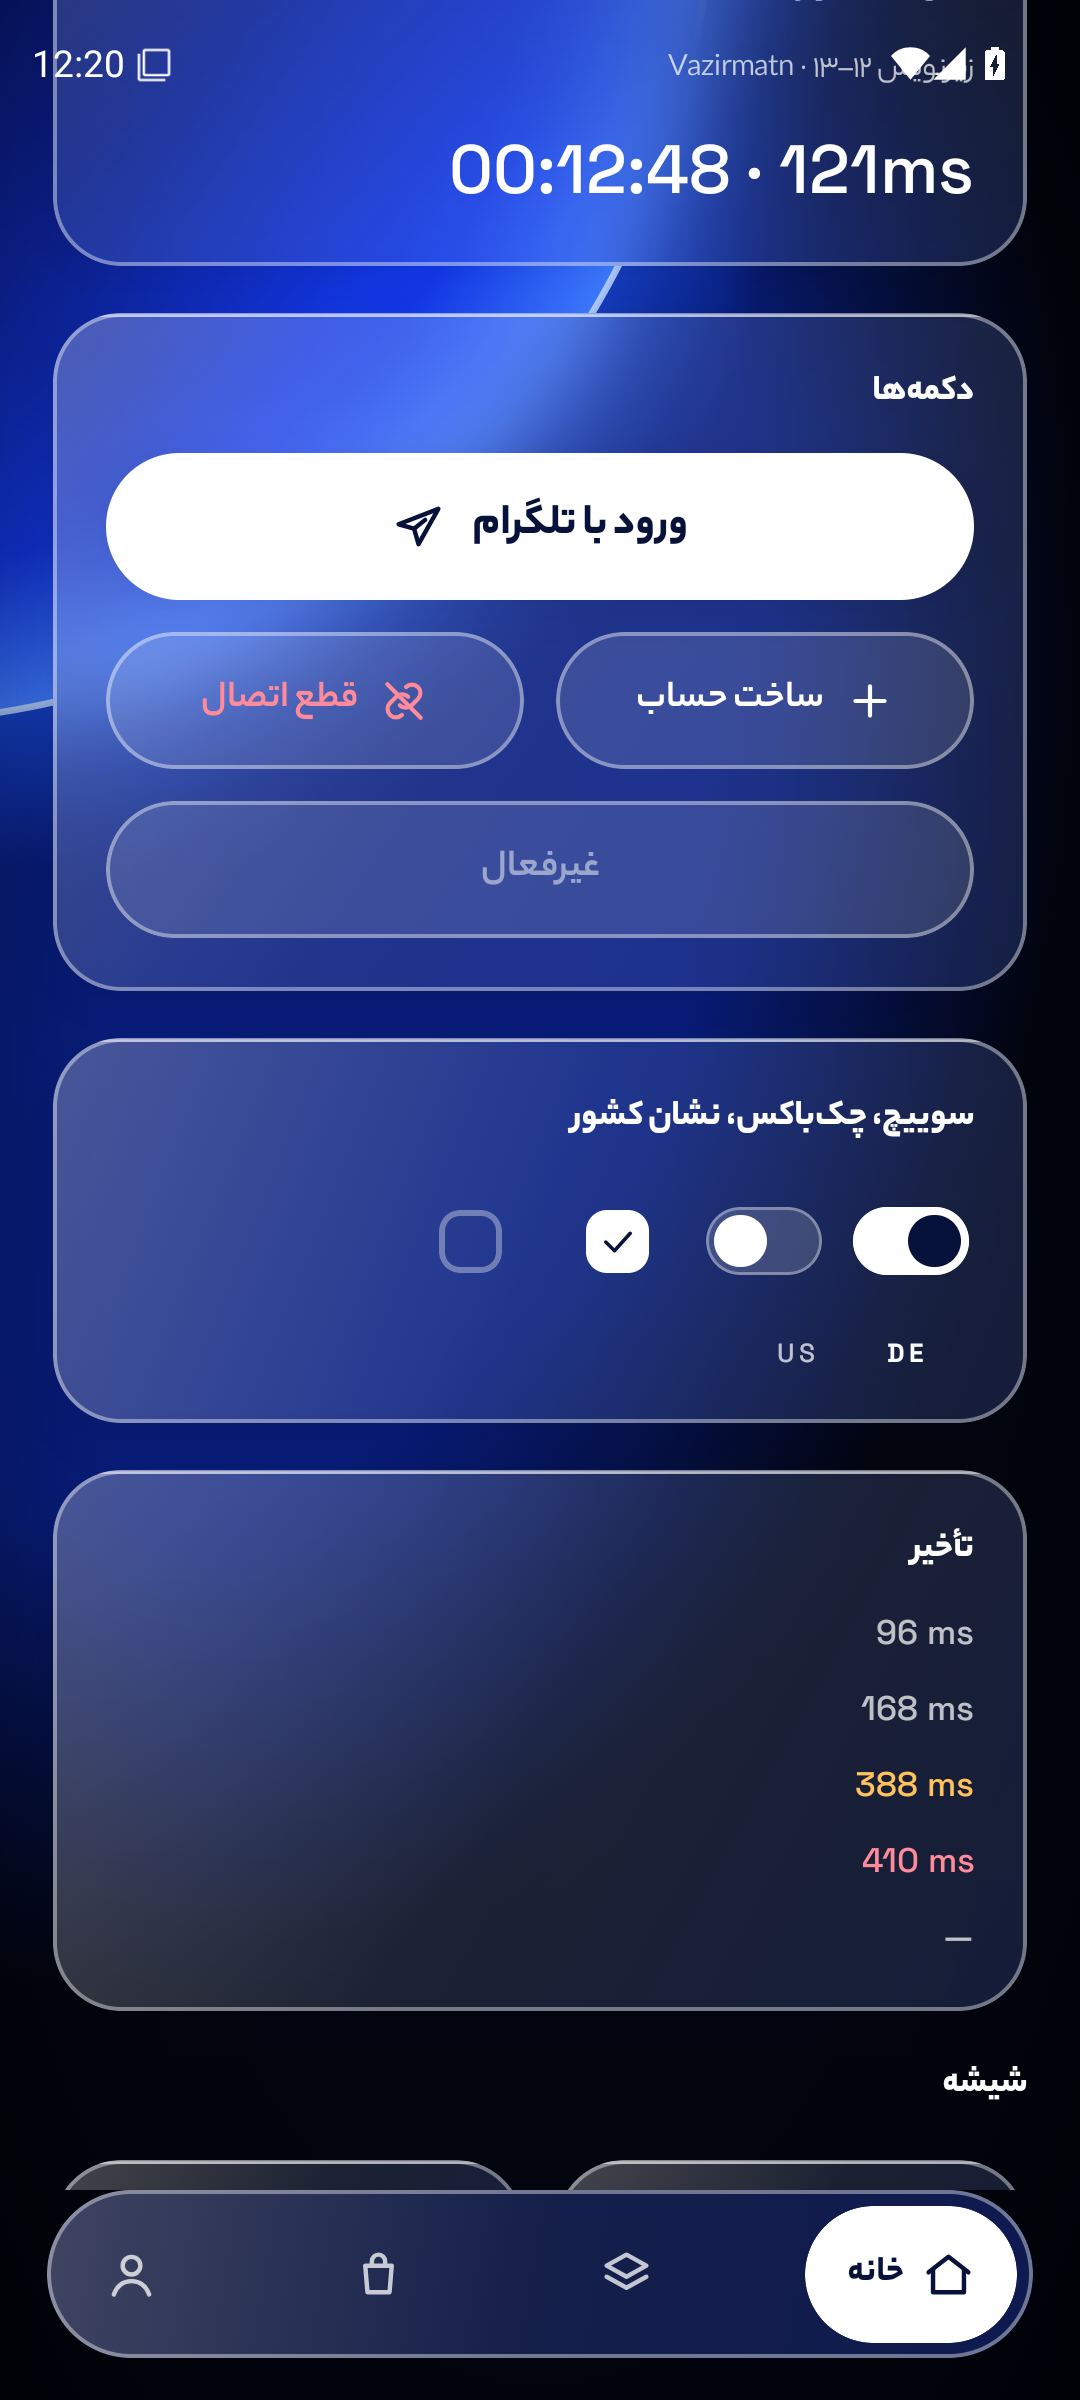 12:20
زیرنویس ۱۲–۱۳ · Vazirmatn
00:12:48 · 121ms
دکمه‌ها
ورود با تلگرام
ساخت حساب
قطع اتصال
غیرفعال
سوییچ، چک‌باکس، نشان کشور
DE
US
تأخیر
96 ms
168 ms
388 ms
410 ms
—
شیشه
خانه